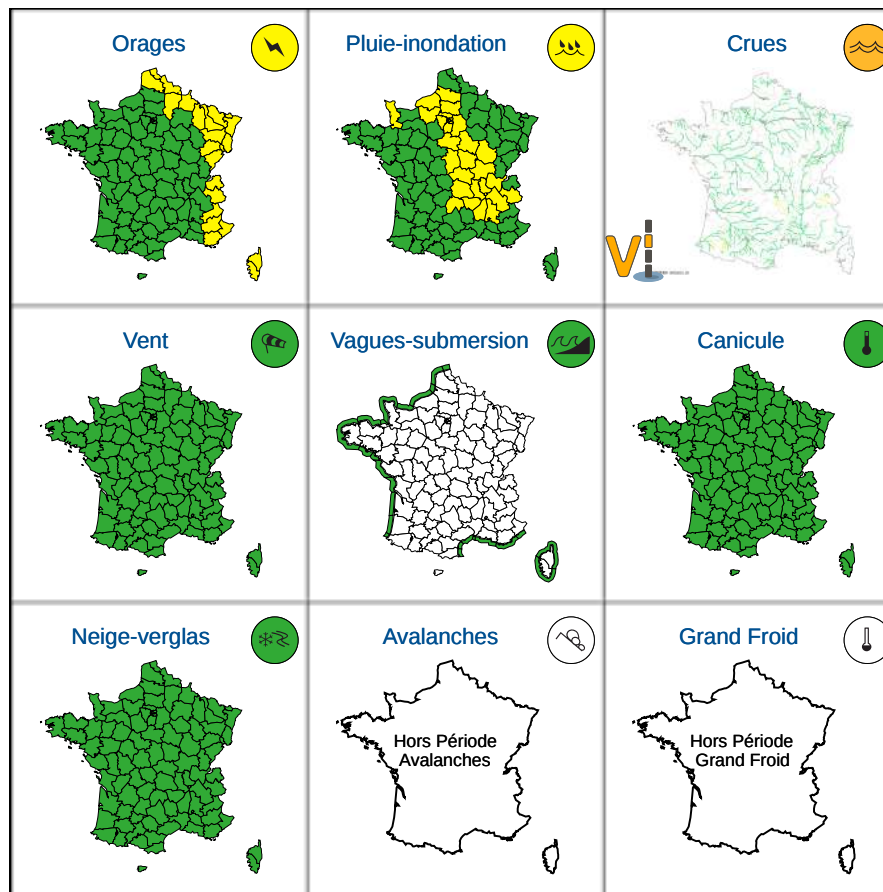 Orages
Pluie-inondation
Crues
Vi
Vent
Vagues-submersion
Canicule
Neige-verglas
Avalanches
Grand Froid
Hors Période
Avalanches
Hors Période
Grand Froid